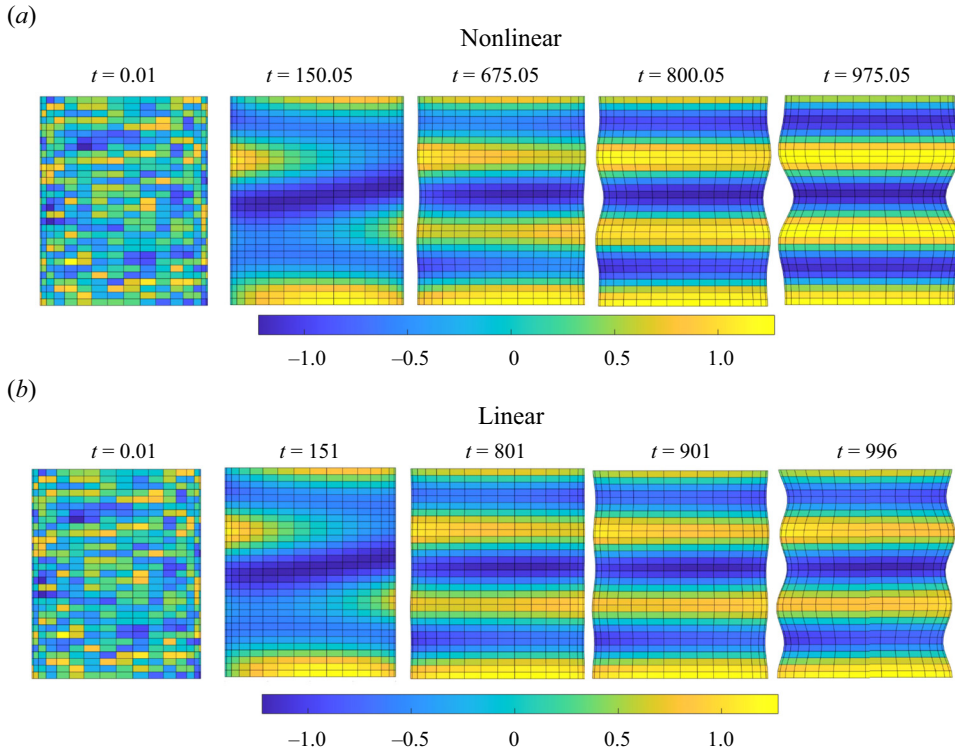 (a)
Nonlinear
t = 0.01 t = 150.05 t = 675.05 t = 800.05 t = 975.05
–1.0 –0.5 0 0.5 1.0
(b)
Linear
t = 0.01 t = 151 t = 801 t = 901 t = 996
–1.0 –0.5 0 0.5 1.0